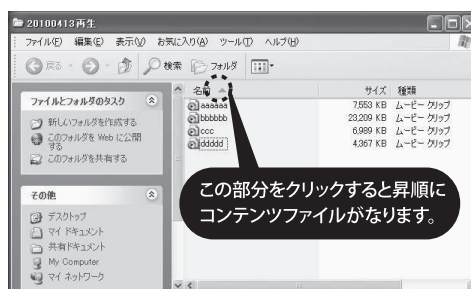 20100413再生
ファイル(F) 編集(E) 表示(V) お気に入り(A) ツール(T) ヘルプ(H)
戻る 検索 フォルダ
ファイルとフォルダのタスク
新しいフォルダを作成する
このフォルダを Web に公開
する
このフォルダを共有する
その他
デスクトップ
マイ ドキュメント
共有ドキュメント
My Computer
マイ ネットワーク
名前 サイズ 種類
aaaaaa 7,553 KB ムービー クリップ
bbbbbb 23,209 KB ムービー クリップ
ccc 6,989 KB ムービー クリップ
ddddd 4,367 KB ムービー クリップ
この部分をクリックすると昇順に
コンテンツファイルがなります。